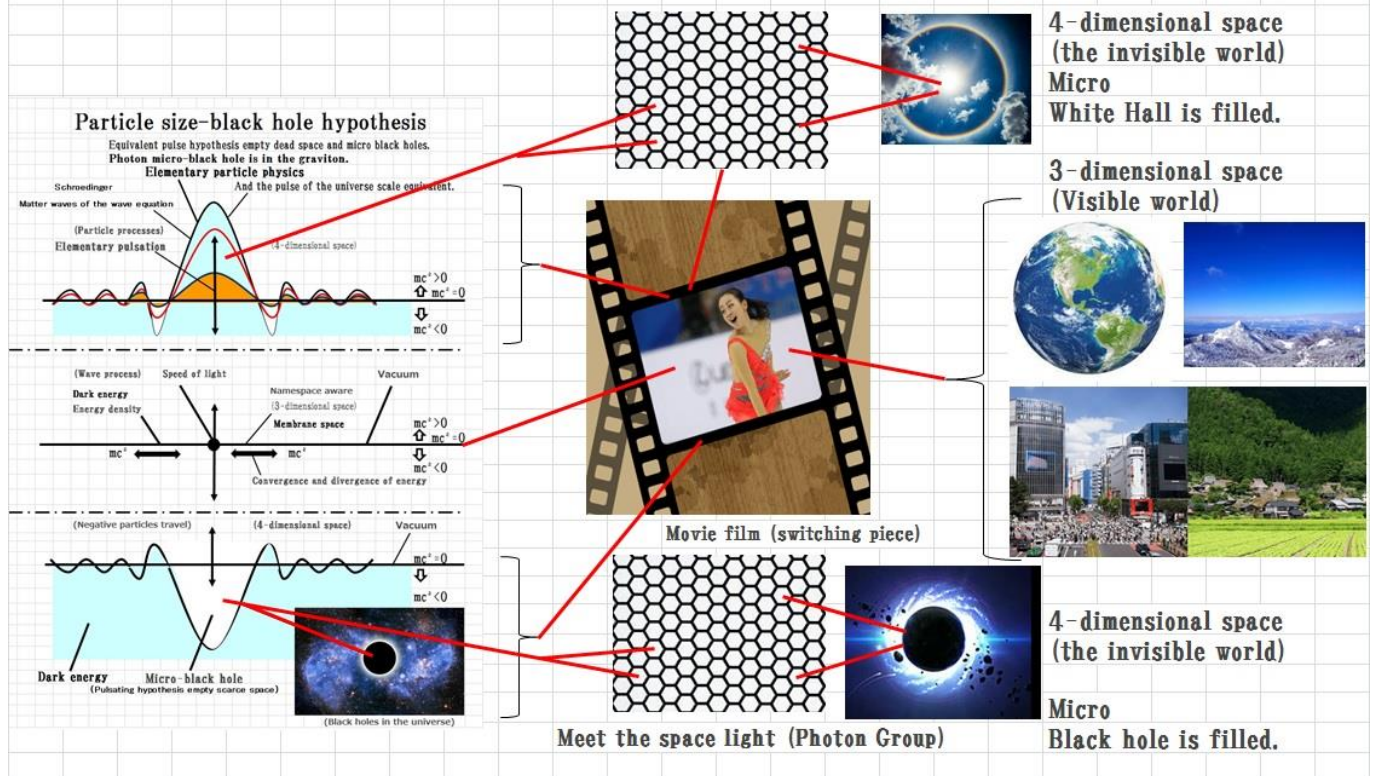 Particle size-black hole hypothesis
Equivalent pulse hypothesis empty dead space and micro black holes.
Photon micro-black hole is in the graviton.
Elementary particle physics
Schroedinger
And the pulse of the universe scale equivalent.
Matter waves of the wave equation
(Particle processes)
Elementary pulsation
(4-dimensional space)
mc²>0
mc²=0
mc²<0
(Wave process)
Speed of light
Vacuum
Dark energy
Energy density
Namespace aware
(3-dimensional space)
Membrane space
mc²>0
mc²=0
mc²<0
mc²
mc²
Convergence and divergence of energy
(Negative particles travel)
(4-dimensional space)
Vacuum
mc²=0
mc²<0
Dark energy
Micro-black hole
(Pulsating hypothesis empty scarce space)
(Black holes in the universe)
Movie film (switching piece)
Meet the space light (Photon Group)
4-dimensional space
(the invisible world)
Micro
White Hall is filled.
3-dimensional space
(Visible world)
4-dimensional space
(the invisible world)
Micro
Black hole is filled.